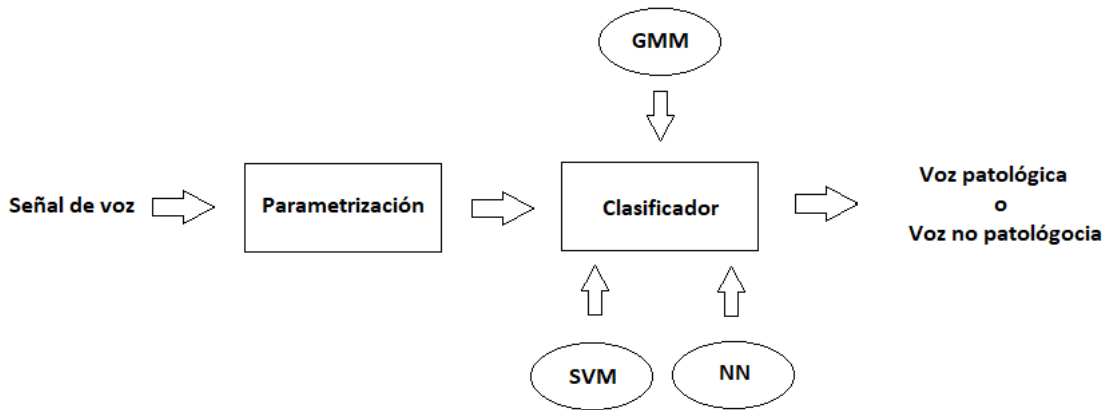 GMM
Señal de voz
Parametrización
Clasificador
Voz patológica
o
Voz no patológocia
SVM
NN